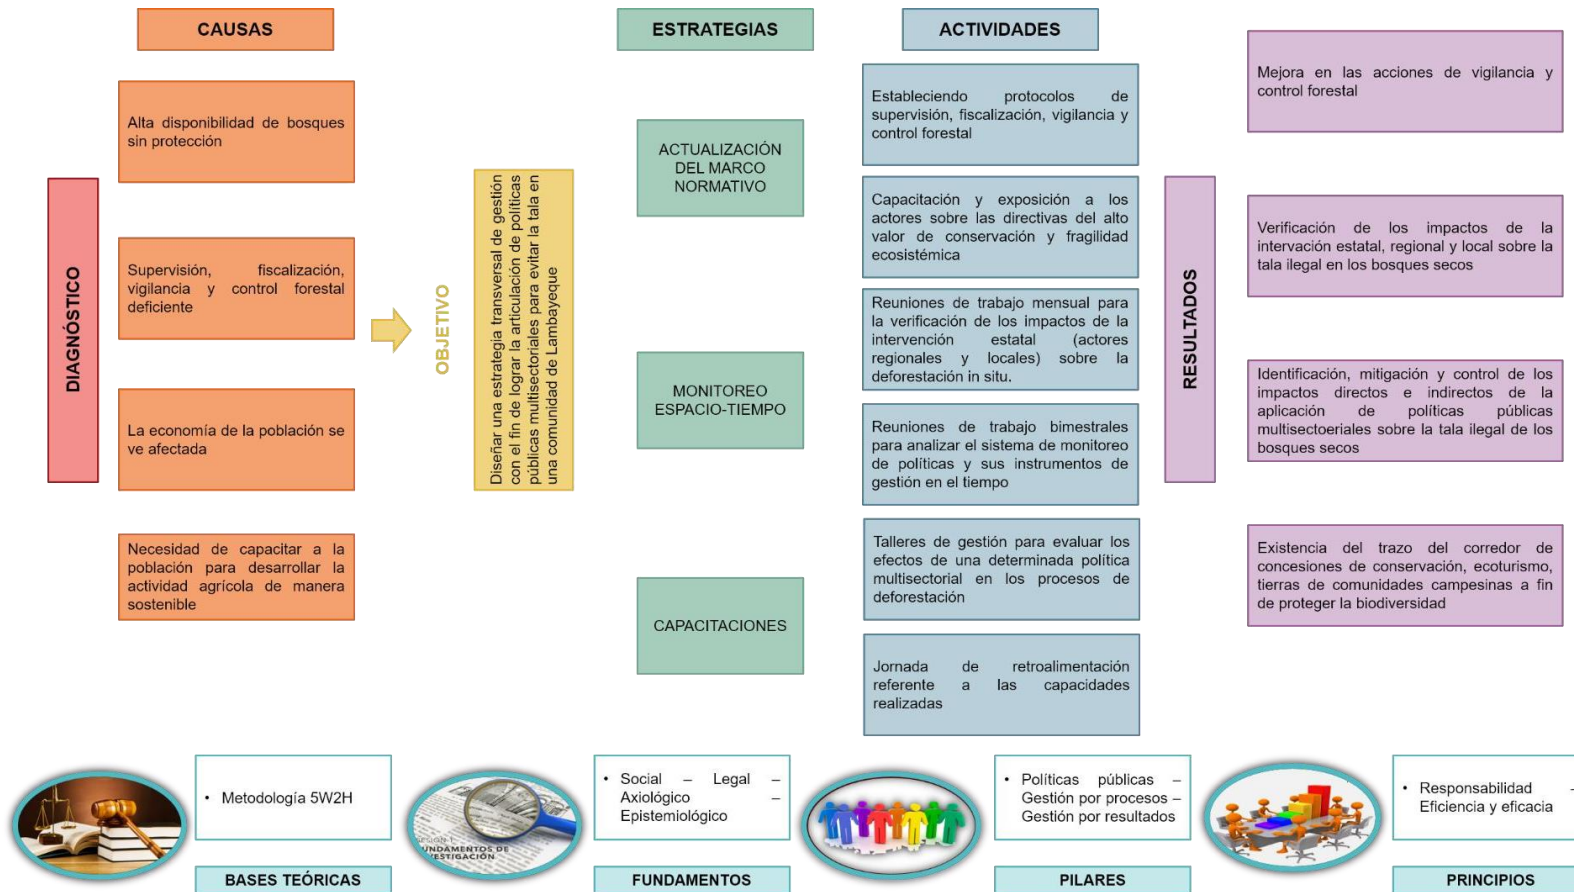 CAUSAS
ESTRATEGIAS
ACTIVIDADES
DIAGNÓSTICO
Alta disponibilidad de bosques
sin protección
Supervisión, fiscalización,
vigilancia y control forestal
deficiente
La economía de la población se
ve afectada
Necesidad de capacitar a la
población para desarrollar la
actividad agrícola de manera
sostenible
OBJETIVO
Diseñar una estrategia transversal de gestión
con el fin de lograr la articulación de políticas
públicas multisectoriales para evitar la tala en
una comunidad de Lambayeque
ACTUALIZACIÓN
DEL MARCO
NORMATIVO
MONITOREO
ESPACIO-TIEMPO
CAPACITACIONES
Estableciendo protocolos de
supervisión, fiscalización, vigilancia y
control forestal
Capacitación y exposición a los
actores sobre las directivas del alto
valor de conservación y fragilidad
ecosistémica
Reuniones de trabajo mensual para
la verificación de los impactos de la
intervención estatal (actores
regionales y locales) sobre la
deforestación in situ.
Reuniones de trabajo bimestrales
para analizar el sistema de monitoreo
de políticas y sus instrumentos de
gestión en el tiempo
Talleres de gestión para evaluar los
efectos de una determinada política
multisectorial en los procesos de
deforestación
Jornada de retroalimentación
referente a las capacidades
realizadas
RESULTADOS
Mejora en las acciones de vigilancia y
control forestal
Verificación de los impactos de la
intervación estatal, regional y local sobre la
tala ilegal en los bosques secos
Identificación, mitigación y control de los
impactos directos e indirectos de la
aplicación de políticas públicas
multisectoeriales sobre la tala ilegal de los
bosques secos
Existencia del trazo del corredor de
concesiones de conservación, ecoturismo,
tierras de comunidades campesinas a fin
de proteger la biodiversidad
• Metodología 5W2H
BASES TEÓRICAS
FUNDAMENTOS DE
• Social – Legal –
Axiológico –
Epistemiológico
FUNDAMENTOS
• Políticas públicas –
Gestión por procesos –
Gestión por resultados
PILARES
• Responsabilidad –
Eficiencia y eficacia
PRINCIPIOS